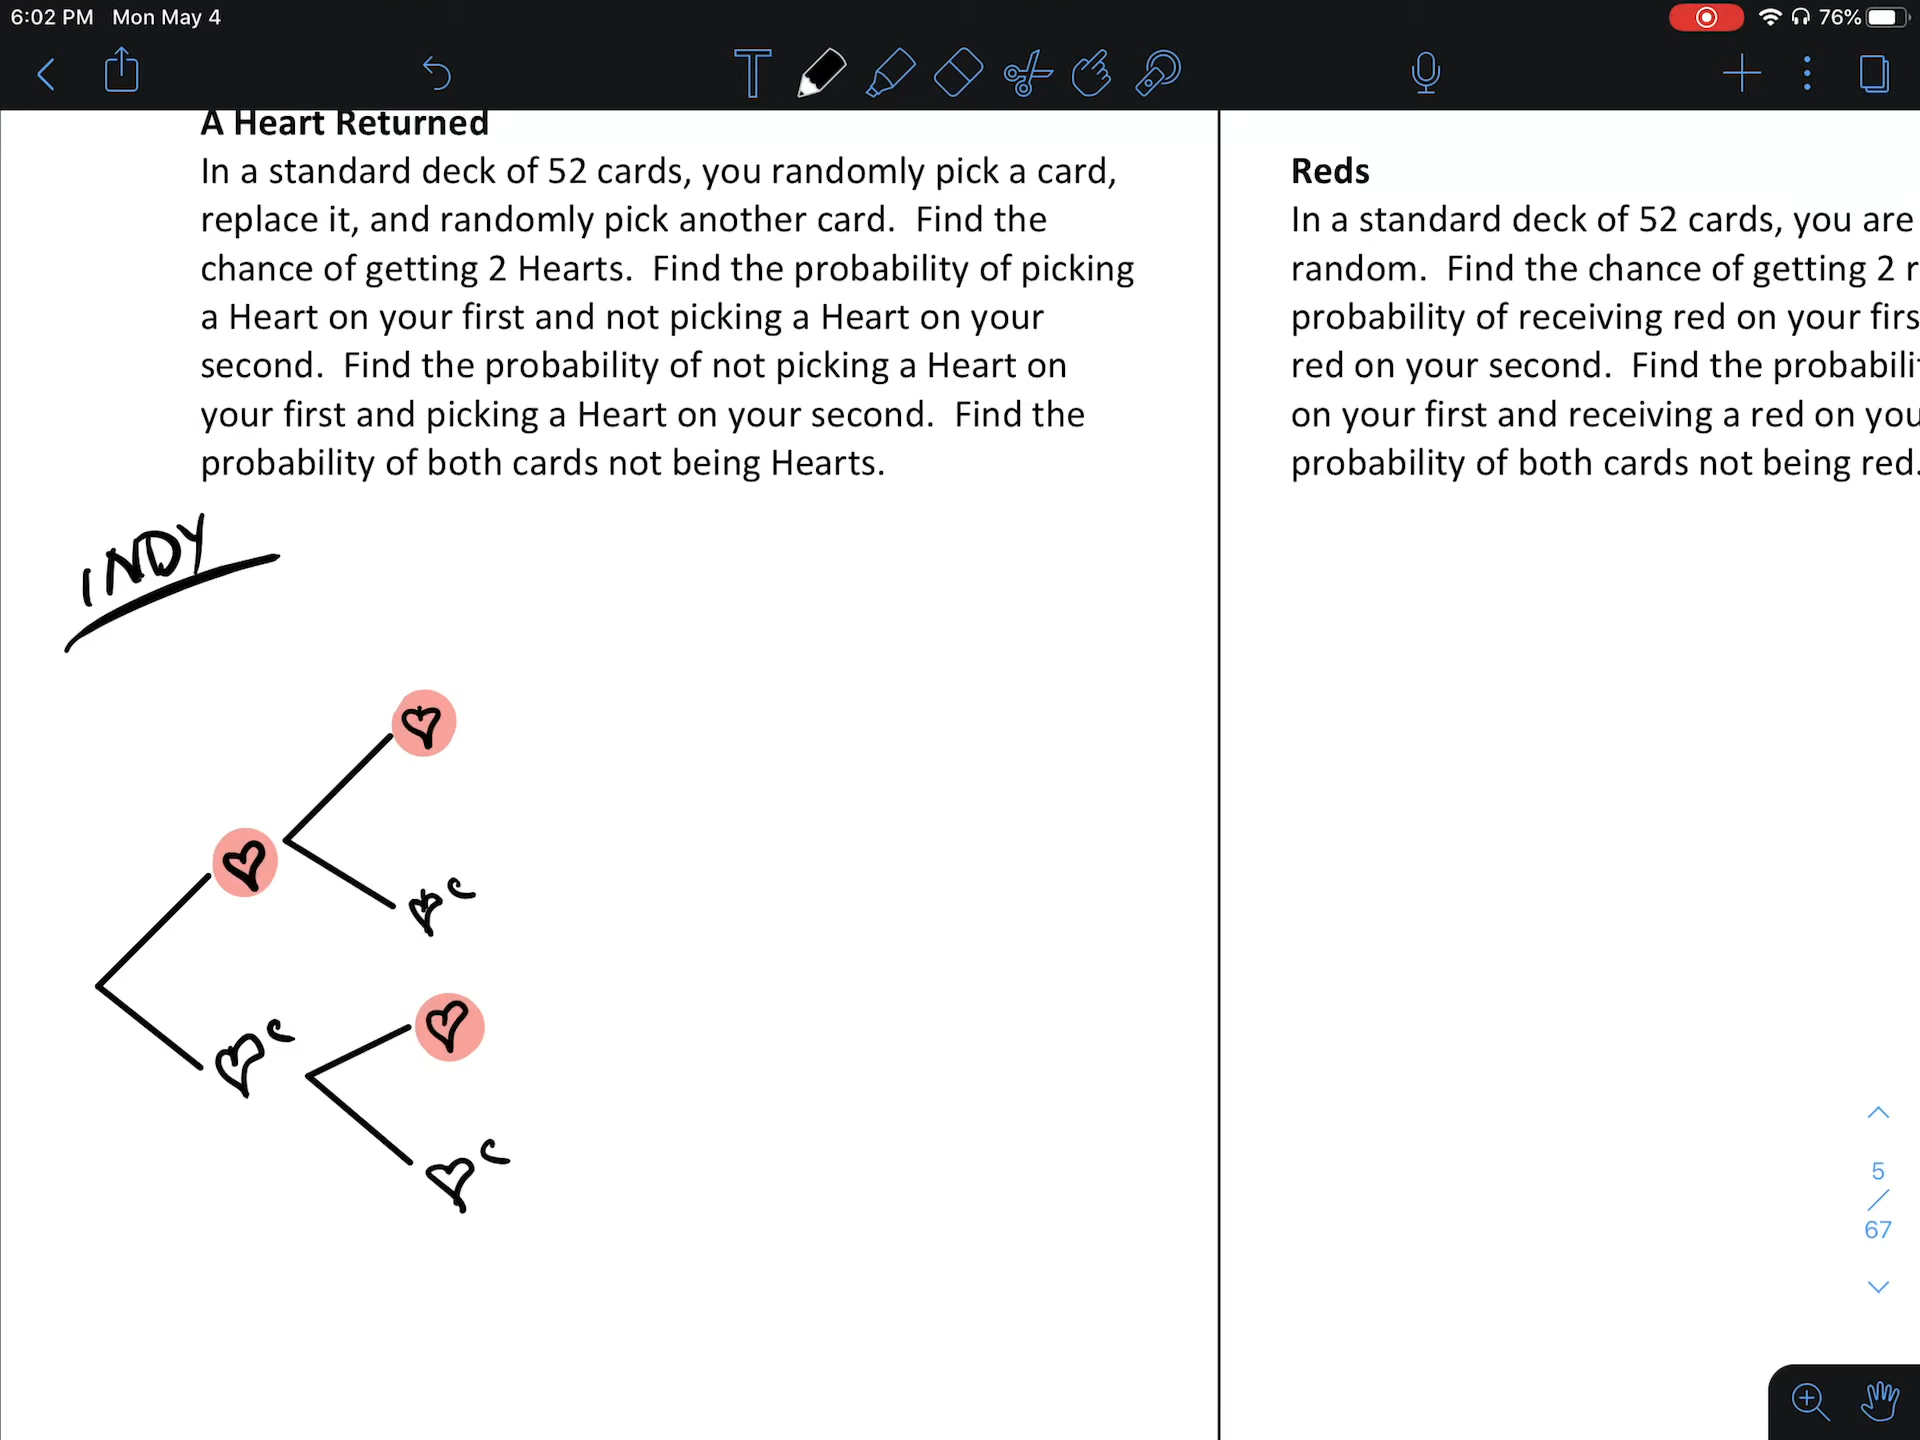 6:02 PM Mon May 4
76%
A Heart Returned
In a standard deck of 52 cards, you randomly pick a card,
replace it, and randomly pick another card. Find the
chance of getting 2 Hearts. Find the probability of picking
a Heart on your first and not picking a Heart on your
second. Find the probability of not picking a Heart on
your first and picking a Heart on your second. Find the
probability of both cards not being Hearts.
Reds
In a standard deck of 52 cards, you are
random. Find the chance of getting 2 r
probability of receiving red on your firs
red on your second. Find the probabili
on your first and receiving a red on you
probability of both cards not being red.
INDY
♡
♡
♡ᶜ
♡ᶜ
♡
♡ᶜ
5
/
67